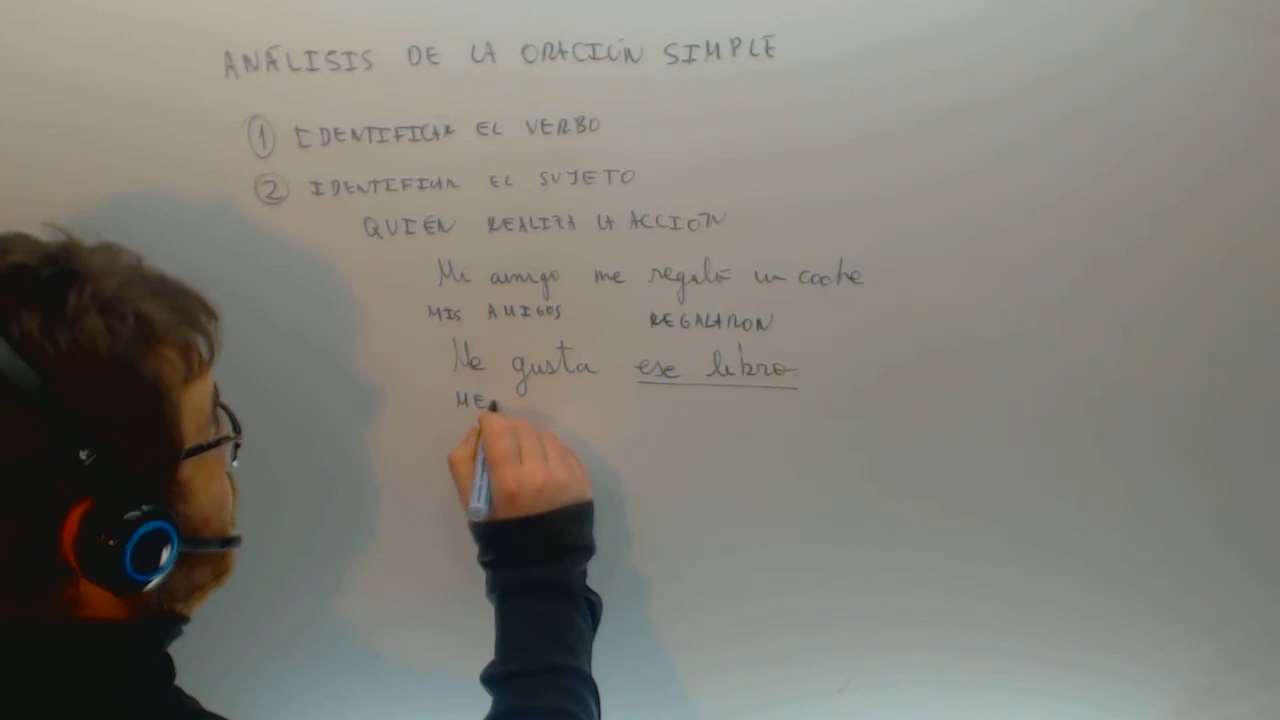 ANÁLISIS DE LA ORACIÓN SIMPLE
① IDENTIFICAR EL VERBO
② IDENTIFICAR EL SUJETO
QUIÉN REALIZA LA ACCIÓN
Mi amigo me regaló un coche
MIS AMIGOS REGALARON
Me gusta ese libro
ME